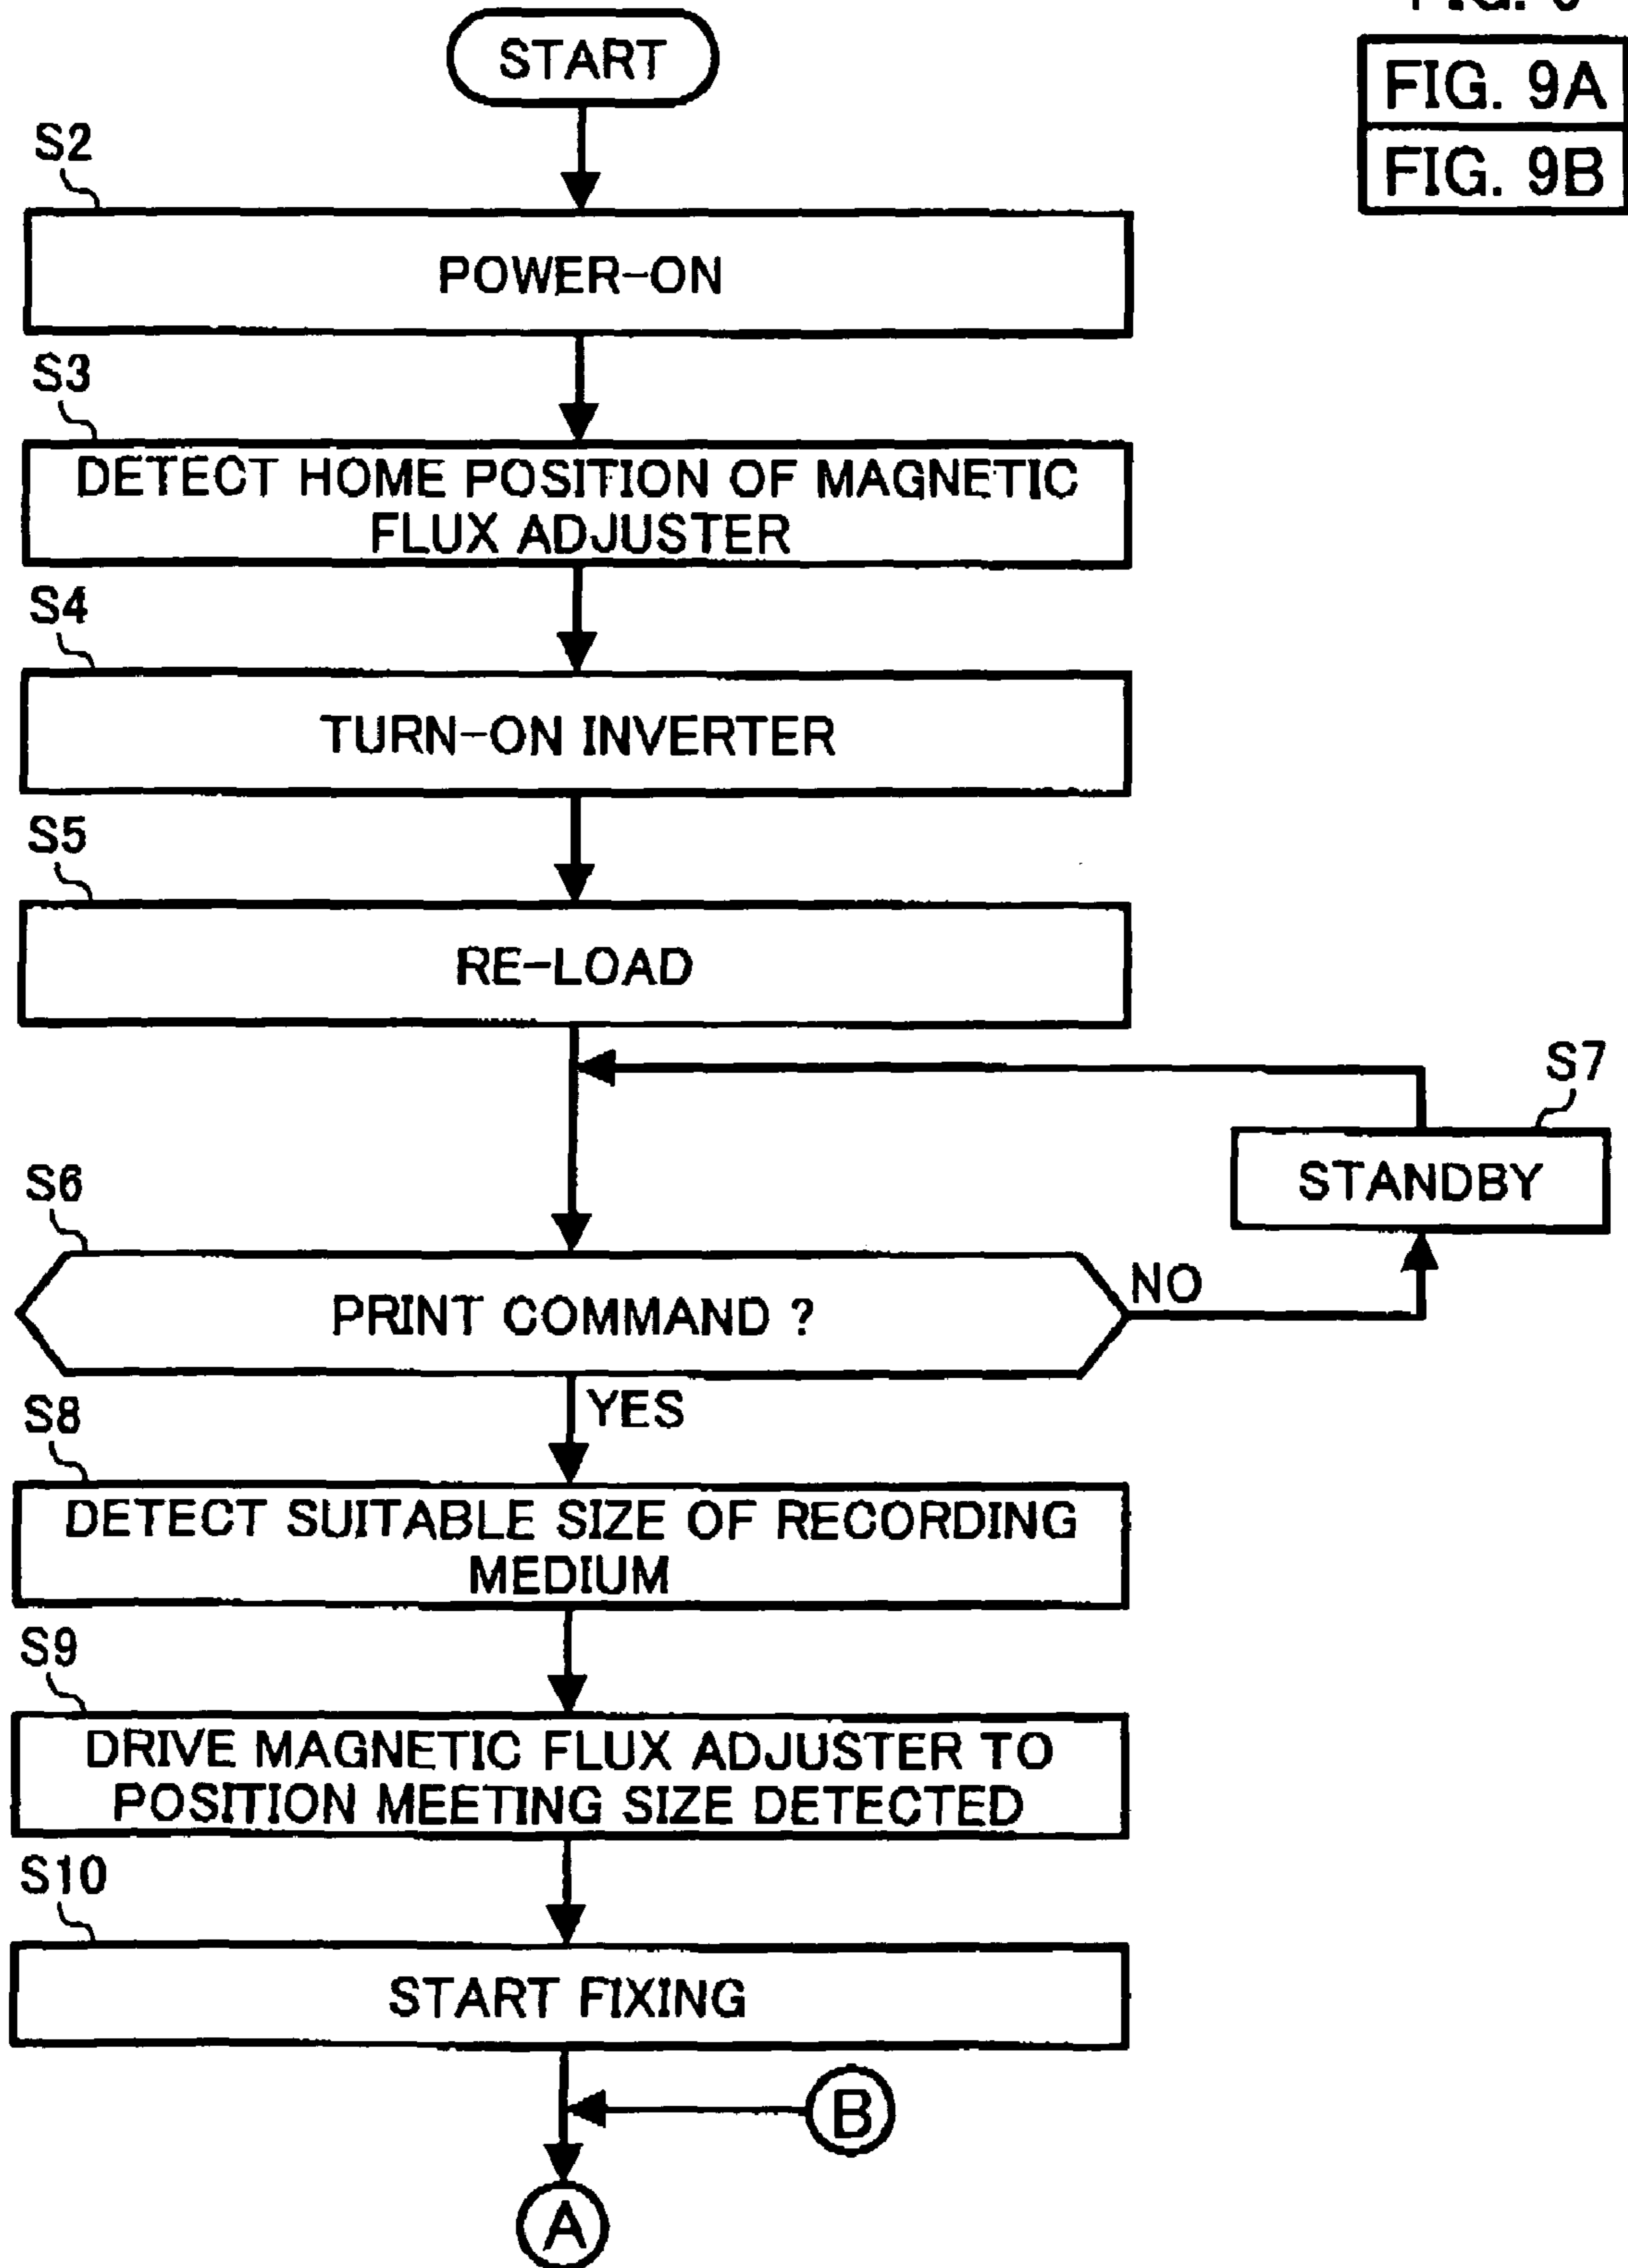 FIG. 9
START
FIG. 9A
FIG. 9B
S2
POWER-ON
S3
DETECT HOME POSITION OF MAGNETIC
FLUX ADJUSTER
S4
TURN-ON INVERTER
S5
RE-LOAD
S7
STANDBY
S6
PRINT COMMAND ?
NO
YES
S8
DETECT SUITABLE SIZE OF RECORDING
MEDIUM
S9
DRIVE MAGNETIC FLUX ADJUSTER TO
POSITION MEETING SIZE DETECTED
S10
START FIXING
B
A